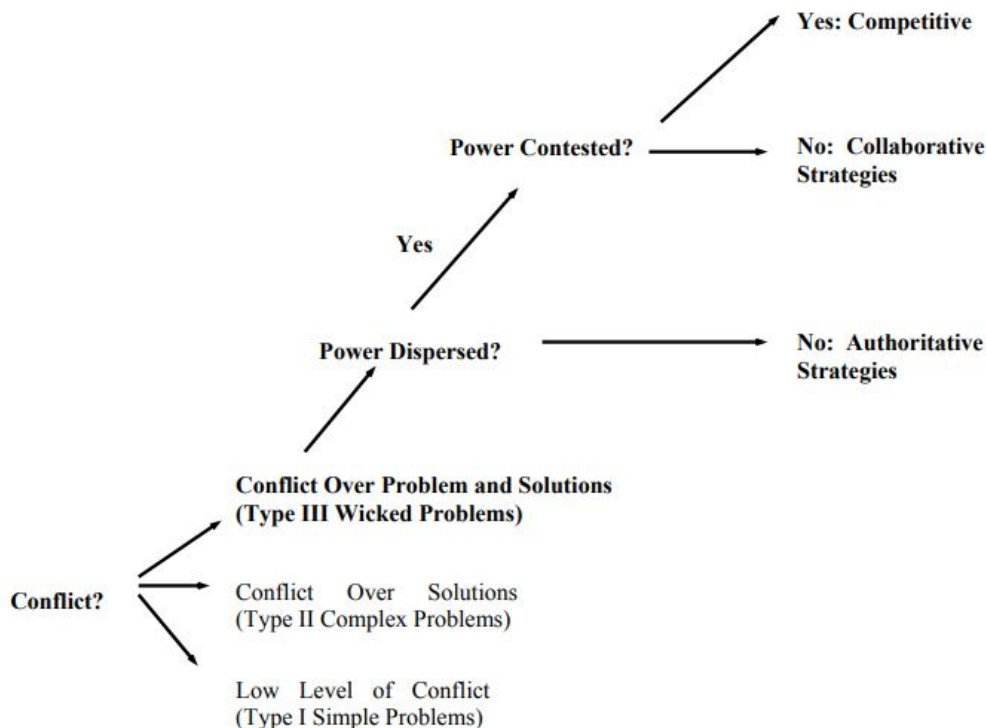 Yes: Competitive
Power Contested?
No: Collaborative
Strategies
Yes
Power Dispersed?
No: Authoritative
Strategies
Conflict Over Problem and Solutions
(Type III Wicked Problems)
Conflict?
Conflict Over Solutions
(Type II Complex Problems)
Low Level of Conflict
(Type I Simple Problems)